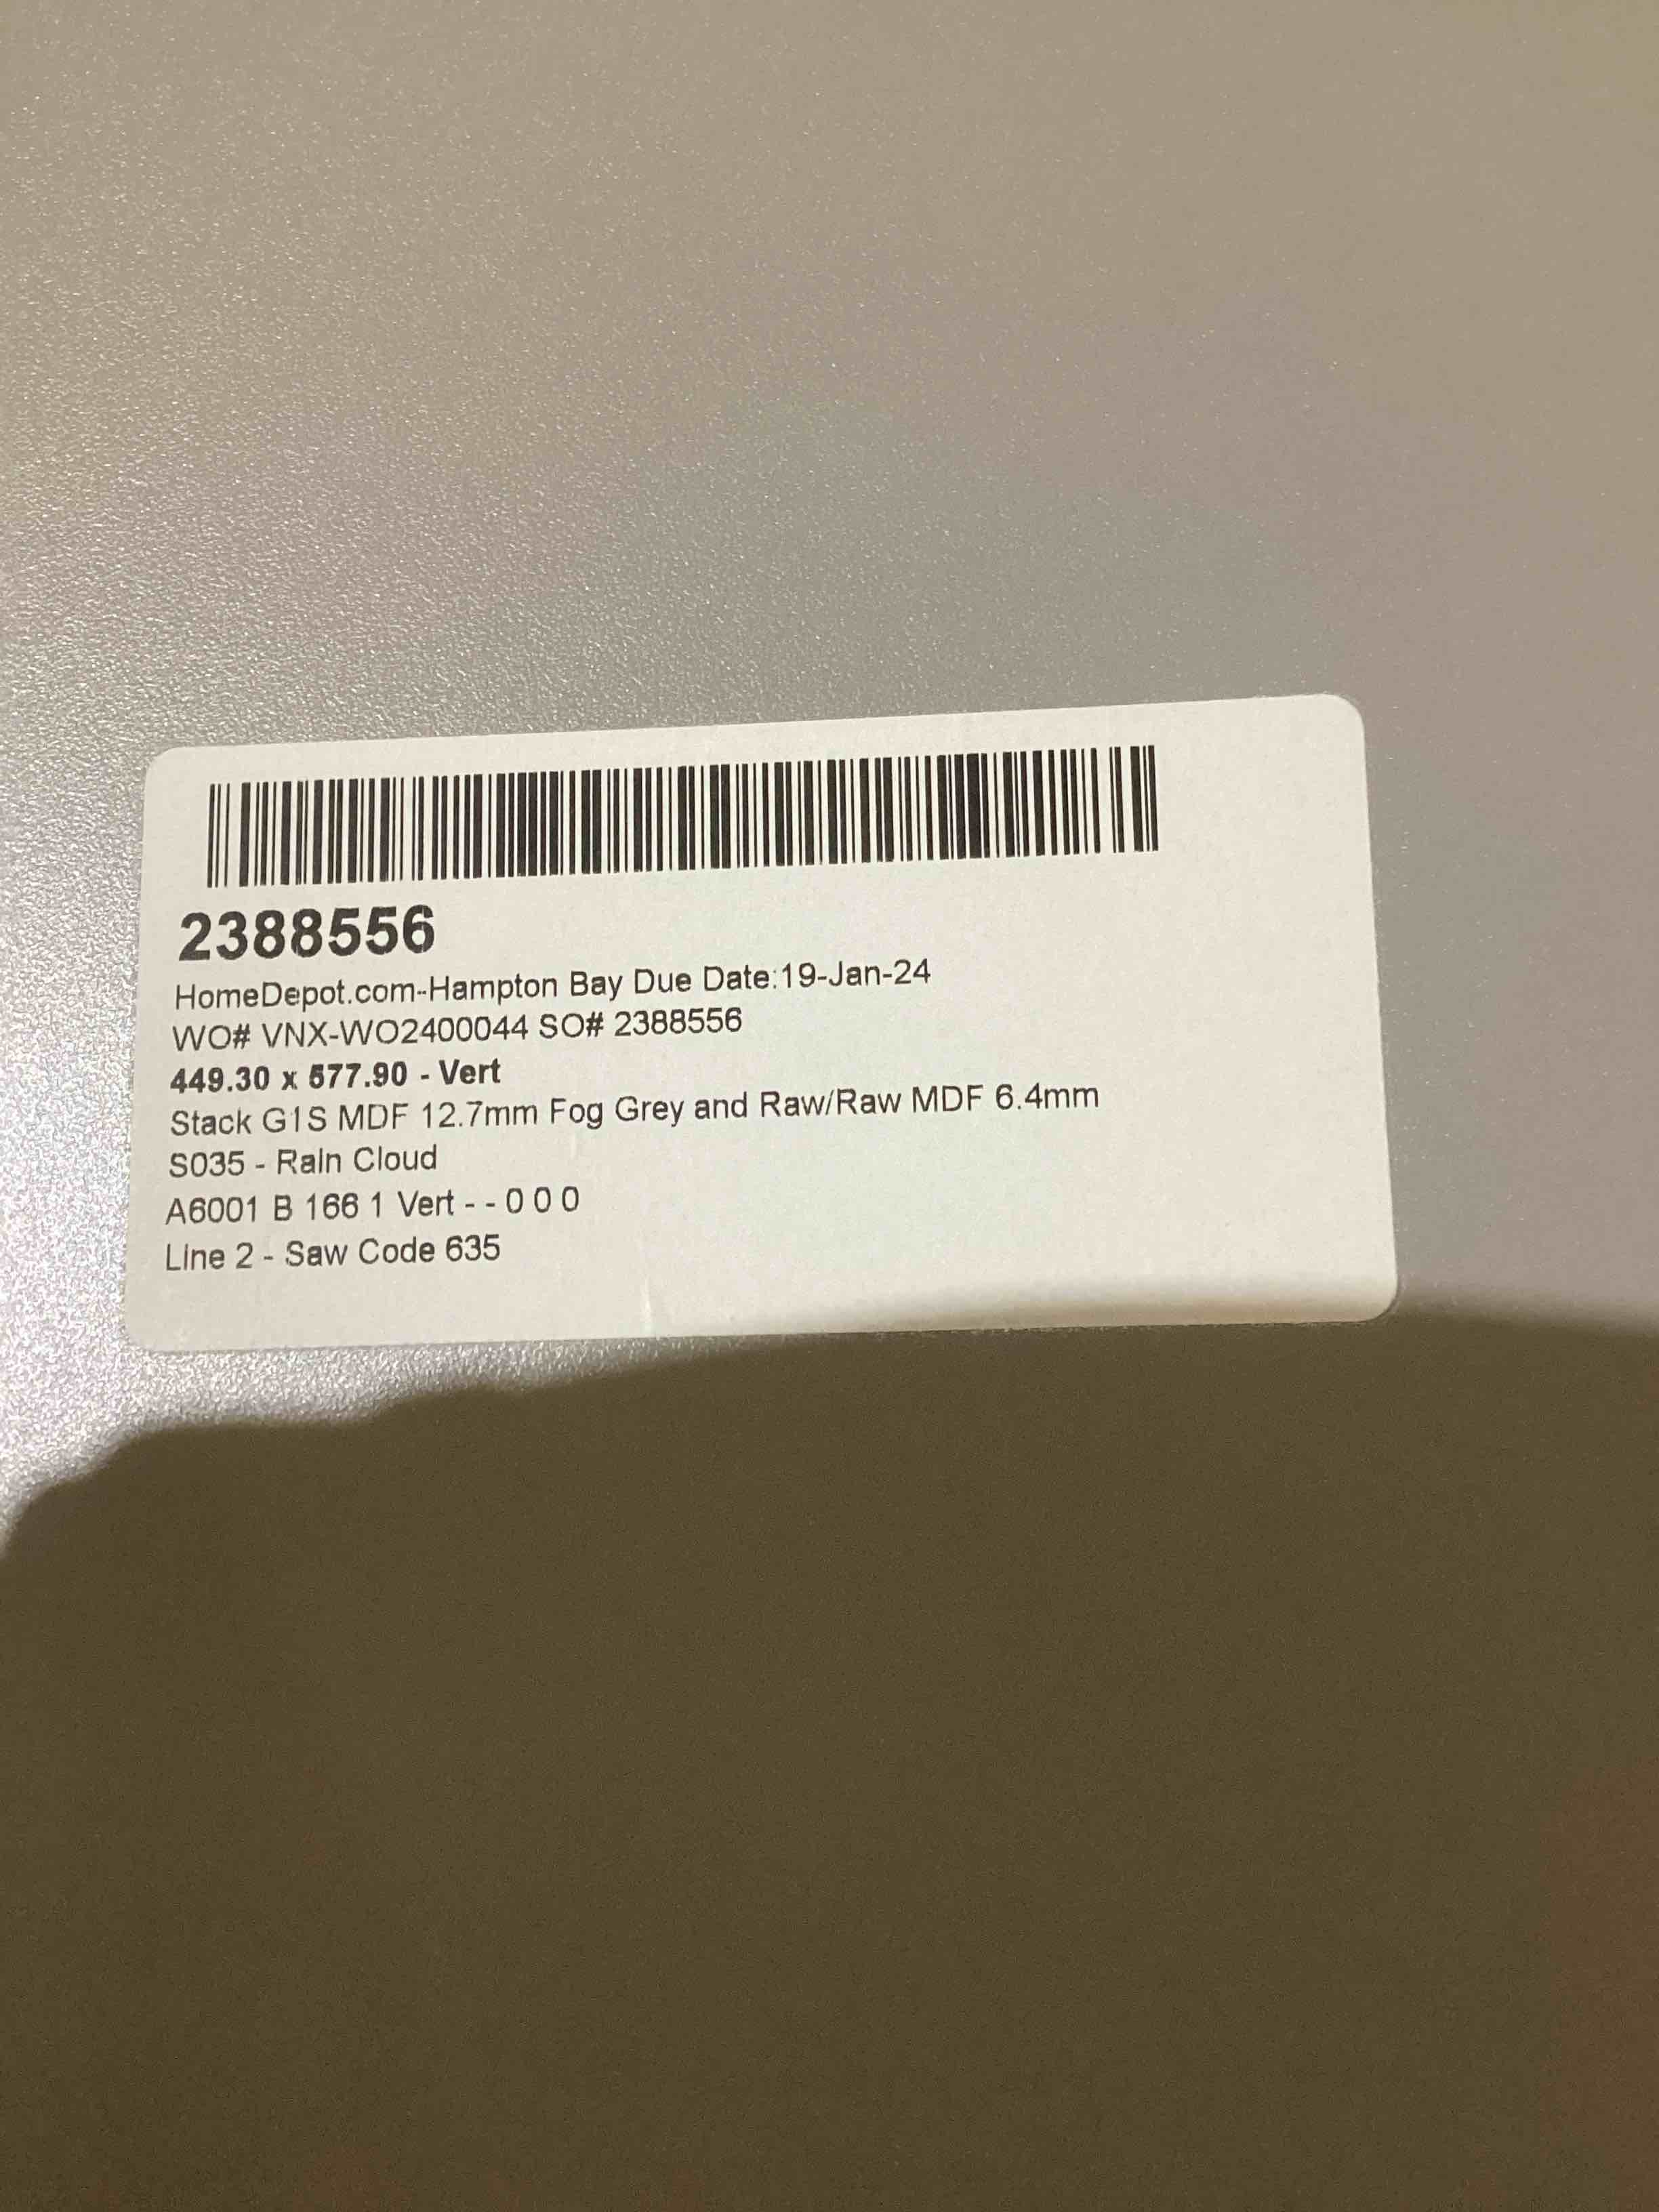 2388556
HomeDepot.com-Hampton Bay Due Date:19-Jan-24
WO# VNX-WO2400044 SO# 2388556
449.30 x 577.90 - Vert
Stack G1S MDF 12.7mm Fog Grey and Raw/Raw MDF 6.4mm
S035 - Rain Cloud
A6001 B 166 1 Vert - - 0 0 0
Line 2 - Saw Code 635